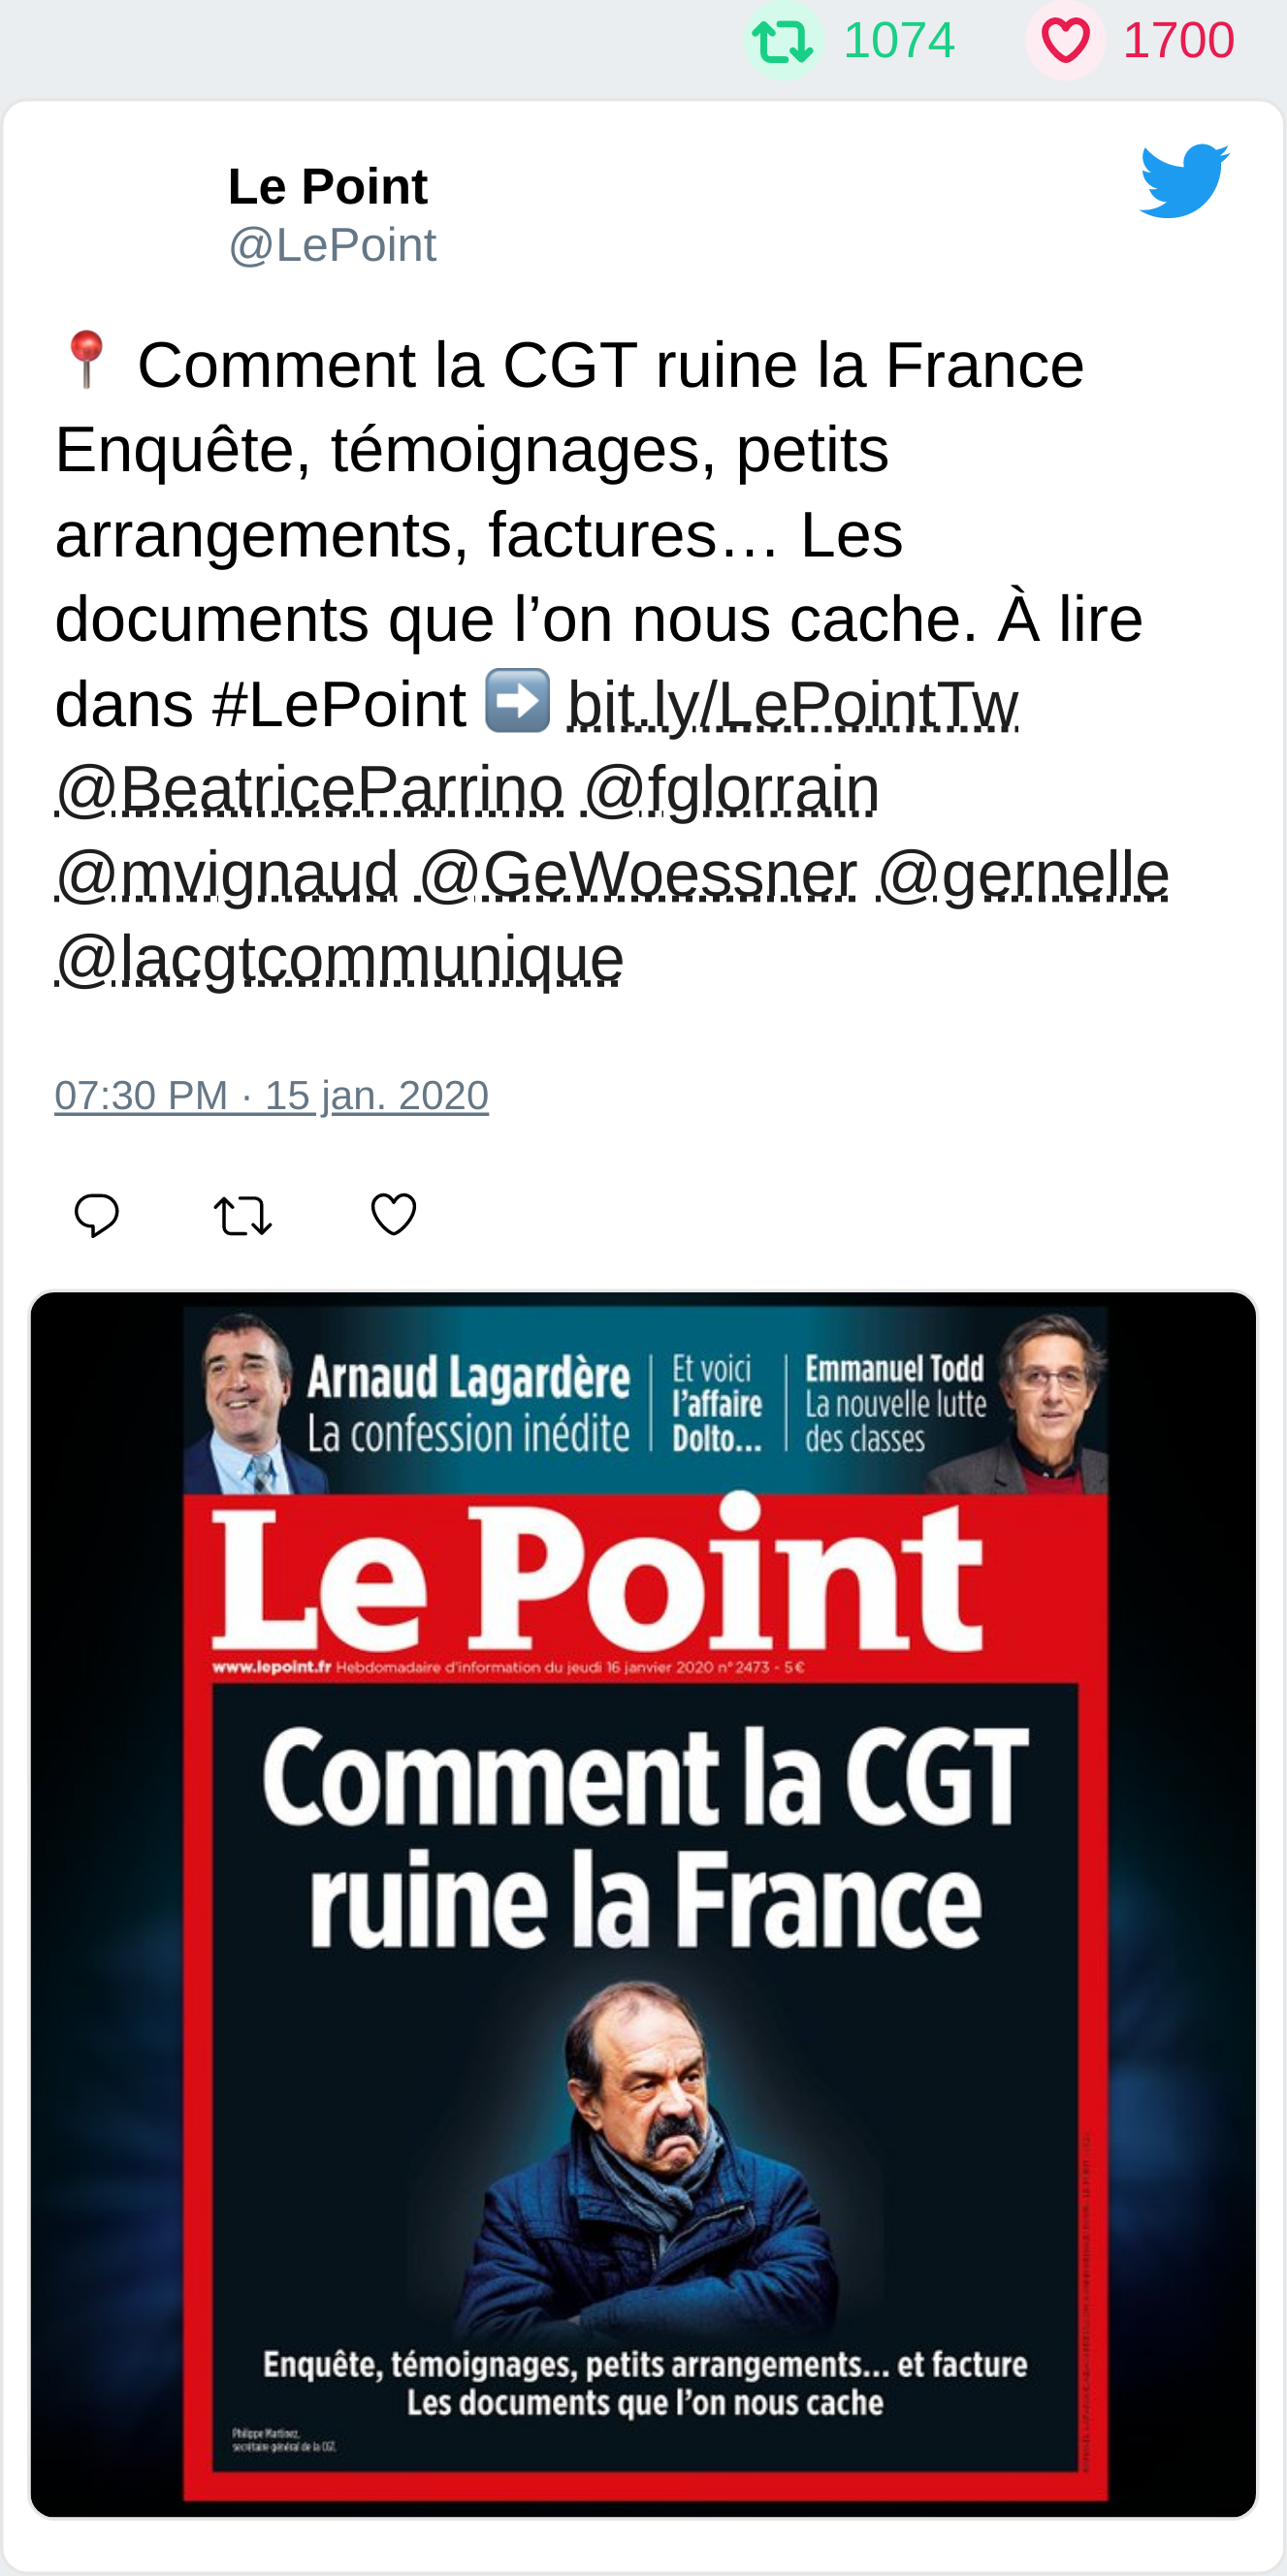 1074 1700
Le Point
@LePoint
📍 Comment la CGT ruine la France
Enquête, témoignages, petits
arrangements, factures… Les
documents que l’on nous cache. À lire
dans #LePoint ➡️ bit.ly/LePointTw
@BeatriceParrino @fglorrain
@mvignaud @GeWoessner @gernelle
@lacgtcommunique
07:30 PM · 15 jan. 2020
Arnaud Lagardère
La confession inédite
Et voici
l’affaire
Dolto...
Emmanuel Todd
La nouvelle lutte
des classes
Le Point
www.lepoint.fr Hebdomadaire d’information du jeudi 16 janvier 2020 n° 2473 - 5 €
Comment la CGT
ruine la France
Enquête, témoignages, petits arrangements... et facture
Les documents que l’on nous cache
Philippe Martinez,
secrétaire général de la CGT.